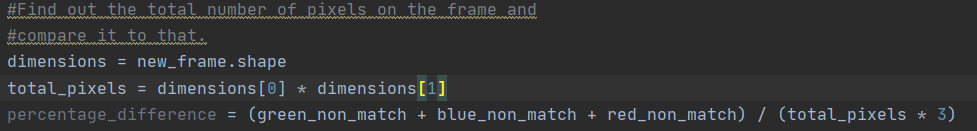 #Find out the total number of pixels on the frame and
#compare it to that.
dimensions = new_frame.shape
total_pixels = dimensions[0] * dimensions[1]
percentage_difference = (green_non_match + blue_non_match + red_non_match) / (total_pixels * 3)